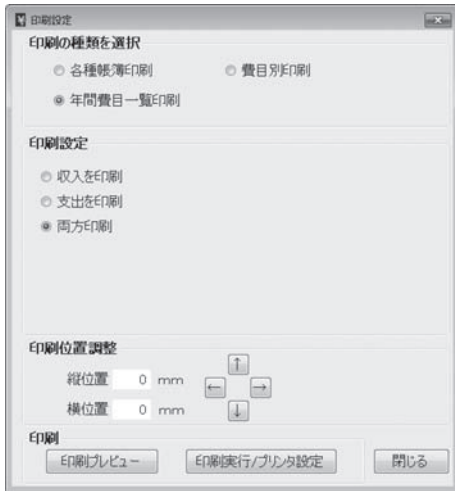 印刷設定
印刷の種類を選択
各種帳簿印刷 費目別印刷
年間費目一覧印刷
印刷設定
収入を印刷
支出を印刷
両方印刷
印刷位置調整
↑
縦位置 0 mm ← →
横位置 0 mm ↓
印刷
印刷プレビュー 印刷実行/プリンタ設定 閉じる